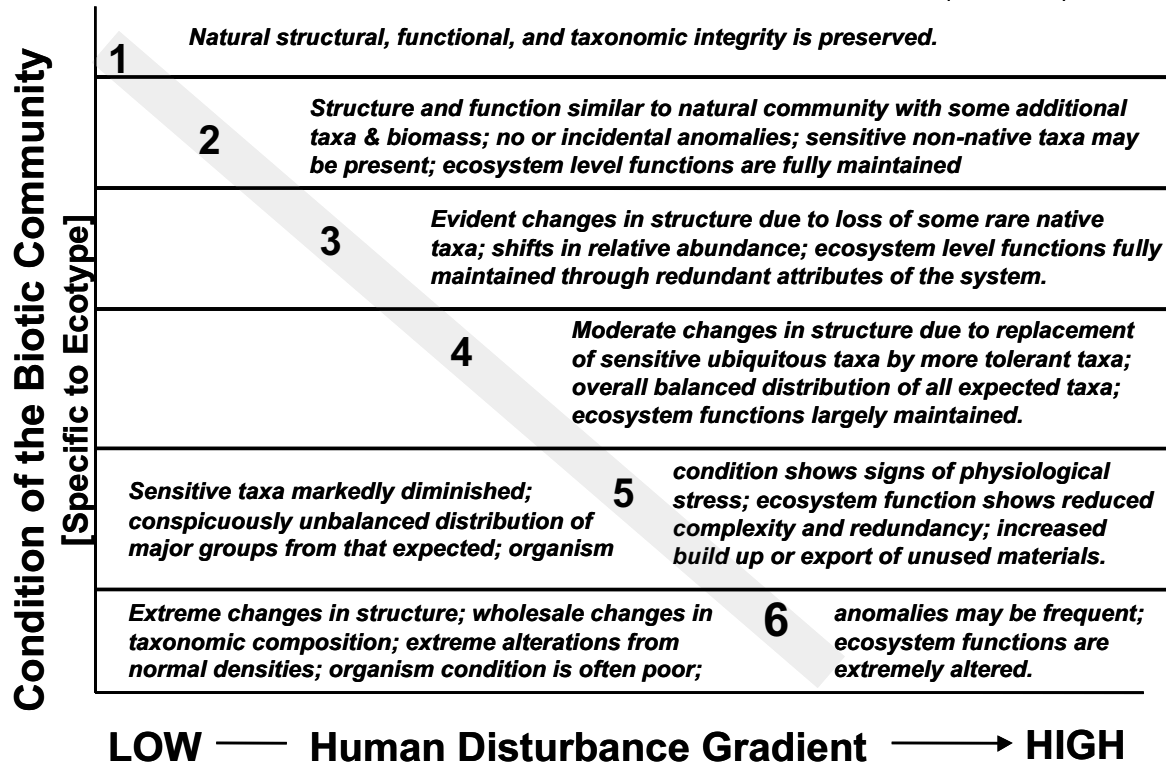 Condition of the Biotic Community
[Specific to Ecotype]
1
Natural structural, functional, and taxonomic integrity is preserved.
2
Structure and function similar to natural community with some additional
taxa & biomass; no or incidental anomalies; sensitive non-native taxa may
be present; ecosystem level functions are fully maintained
3
Evident changes in structure due to loss of some rare native
taxa; shifts in relative abundance; ecosystem level functions fully
maintained through redundant attributes of the system.
4
Moderate changes in structure due to replacement
of sensitive ubiquitous taxa by more tolerant taxa;
overall balanced distribution of all expected taxa;
ecosystem functions largely maintained.
Sensitive taxa markedly diminished;
conspicuously unbalanced distribution of
major groups from that expected; organism
5
condition shows signs of physiological
stress; ecosystem function shows reduced
complexity and redundancy; increased
build up or export of unused materials.
Extreme changes in structure; wholesale changes in
taxonomic composition; extreme alterations from
normal densities; organism condition is often poor;
6
anomalies may be frequent;
ecosystem functions are
extremely altered.
LOW Human Disturbance Gradient HIGH